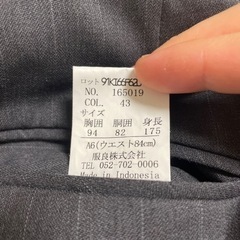 ロット
NO. 165019
COL. 43
サイズ
胸囲 胴囲 身長
94 82 175
A6(ウエスト84cm)
服良株式会社
TEL 052-702-0006
Made in Indonesia